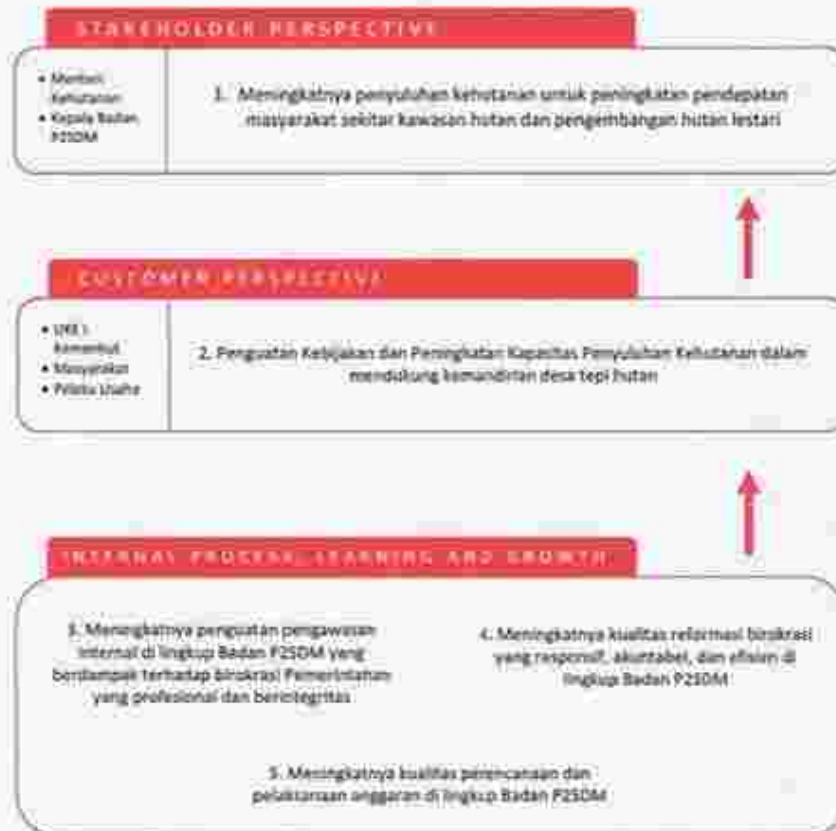 STAKEHOLDER PERSPECTIVE
• Menteri
Kehutanan
• Kepala Badan
P2SDM
1. Meningkatnya penyuluhan kehutanan untuk peningkatan pendapatan
masyarakat sekitar kawasan hutan dan pengembangan hutan lestari
CUSTOMER PERSPECTIVE
• UKE I
Kemenhut
• Masyarakat
• Pelaku Usaha
2. Penguatan Kebijakan dan Peningkatan Kapasitas Penyuluhan Kehutanan dalam
mendukung kemandirian desa tepi hutan
INTERNAL PROCESS, LEARNING AND GROWTH
3. Meningkatnya penguatan pengawasan
internal di lingkup Badan P2SDM yang
berdampak terhadap birokrasi Pemerintahan
yang profesional dan berintegritas
4. Meningkatnya kualitas reformasi birokrasi
yang responsif, akuntabel, dan efisien di
lingkup Badan P2SDM
5. Meningkatnya kualitas perencanaan dan
pelaksanaan anggaran di lingkup Badan P2SDM